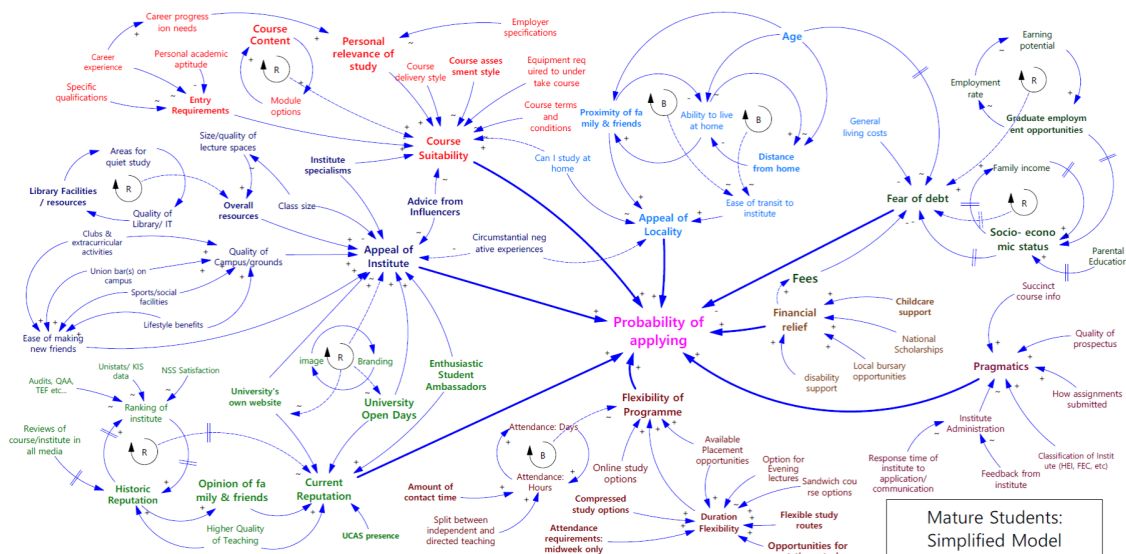 Career progress
ion needs
Course
Content
Personal
relevance of
study
Employer
specifications
Age
Earning
potential
Career
experience
Personal academic
aptitude
R
Course
delivery style
Course asses
sment style
Equipment req
uired to under
take course
Employment
rate
R
Specific
qualifications
Entry
Requirements
Module
options
Course terms
and
conditions
Proximity of fa
mily & friends
B
Ability to live
at home
B
General
living costs
Graduate employm
ent opportunities
Size/quality of
lecture spaces
Course
Suitability
Can I study at
home
Distance
from home
Areas for
quiet study
Institute
specialisms
Family income
Library Facilities
/ resources
R
Overall
resources
Class size
Advice from
Influencers
Ease of transit to
institute
Fear of debt
R
Quality of
Library/ IT
Appeal of
Locality
Socio- econo
mic status
Clubs &
extracurricular
activities
Quality of
Campus/grounds
Appeal of
Institute
Circumstantial neg
ative experiences
Parental
Education
Union bar(s) on
campus
Sports/social
facilities
Lifestyle benefits
Ease of making
new friends
Fees
Succinct
course info
Probability of
applying
Financial
relief
Childcare
support
National
Scholarships
Local bursary
opportunities
disability
support
Quality of
prospectus
Pragmatics
How assignments
submitted
image
R
Branding
Enthusiastic
Student
Ambassadors
Unistats/ KIS
data
NSS Satisfaction
Audits, QAA,
TEF etc...
Ranking of
institute
University's
own website
University
Open Days
Flexibility of
Programme
Institute
Administration
Reviews of
course/institute in
all media
R
Attendance: Days
B
Attendance:
Hours
Online study
options
Available
Placement
opportunities
Option for
Evening
lectures
Sandwich cou
rse options
Response time of
institute to
application/
communication
Feedback from
institute
Classification of Instit
ute (HEI, FEC, etc)
Historic
Reputation
Opinion of fa
mily & friends
Current
Reputation
Amount of
contact time
Compressed
study options
Higher Quality
of Teaching
UCAS presence
Split between
independent and
directed teaching
Attendance
requirements:
midweek only
Duration
Flexibility
Flexible study
routes
Opportunities for
Mature Students:
Simplified Model